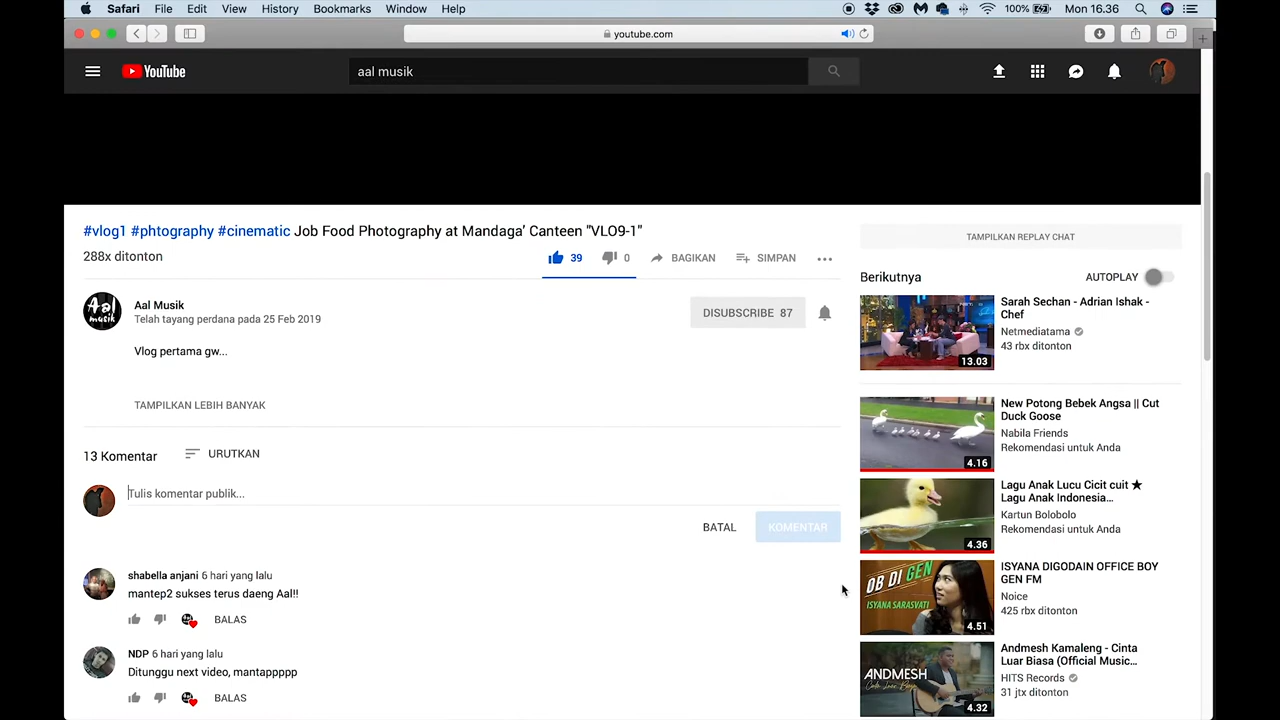 Safari File Edit View History Bookmarks Window Help 100% Mon 16.36
youtube.com
YouTube aal musik
#vlog1 #phtography #cinematic Job Food Photography at Mandaga’ Canteen "VLO9-1"
288x ditonton
39 0 BAGIKAN SIMPAN
Aal musik
Aal Musik
Telah tayang perdana pada 25 Feb 2019
DISUBSCRIBE 87
Vlog pertama gw...
TAMPILKAN LEBIH BANYAK
13 Komentar URUTKAN
Tulis komentar publik...
BATAL KOMENTAR
shabella anjani 6 hari yang lalu
mantep2 sukses terus daeng Aal!!
BALAS
NDP 6 hari yang lalu
Ditunggu next video, mantappppp
BALAS
TAMPILKAN REPLAY CHAT
Berikutnya AUTOPLAY
Sarah Sechan - Adrian Ishak -
Chef
Netmediatama
43 rbx ditonton
13.03
New Potong Bebek Angsa || Cut
Duck Goose
Nabila Friends
Rekomendasi untuk Anda
4.16
Lagu Anak Lucu Cicit cuit ★
Lagu Anak Indonesia...
Kartun Bolobolo
Rekomendasi untuk Anda
4.36
OB DI GEN
ISYANA SARASVATI
ISYANA DIGODAIN OFFICE BOY
GEN FM
Noice
425 rbx ditonton
4.51
ANDMESH
Cinta Luar Biasa
Andmesh Kamaleng - Cinta
Luar Biasa (Official Music...
HITS Records
31 jtx ditonton
4.32